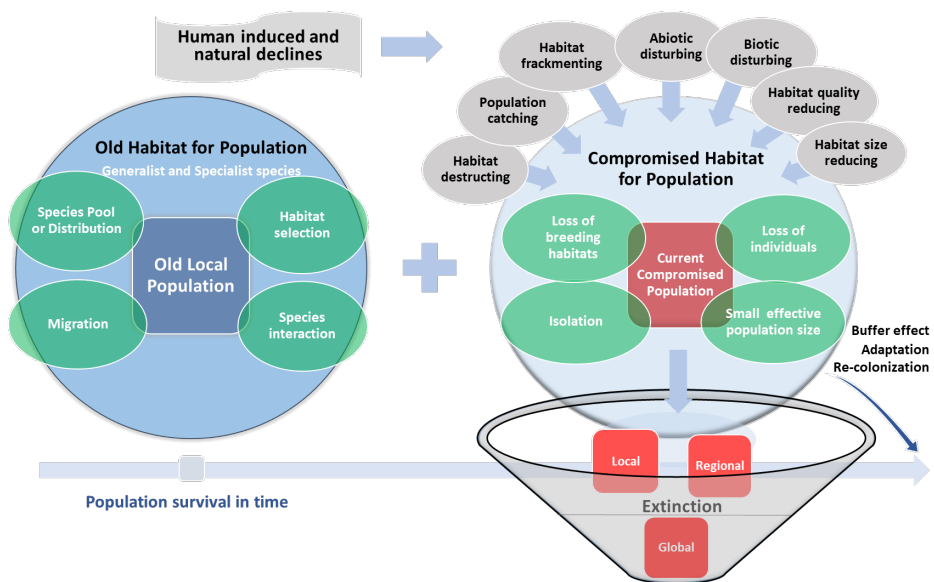 Human induced and
natural declines
Habitat
frackmenting
Abiotic
disturbing
Biotic
disturbing
Population
catching
Habitat quality
reducing
Habitat
destructing
Habitat size
reducing
Old Habitat for Population
Generalist and Specialist species
Species Pool
or Distribution
Habitat
selection
Old Local
Population
Migration
Species
interaction
Compromised Habitat
for Population
Loss of
breeding
habitats
Loss of
individuals
Current
Compromised
Population
Isolation
Small effective
population size
Buffer effect
Adaptation
Re-colonization
Local
Regional
Extinction
Global
Population survival in time